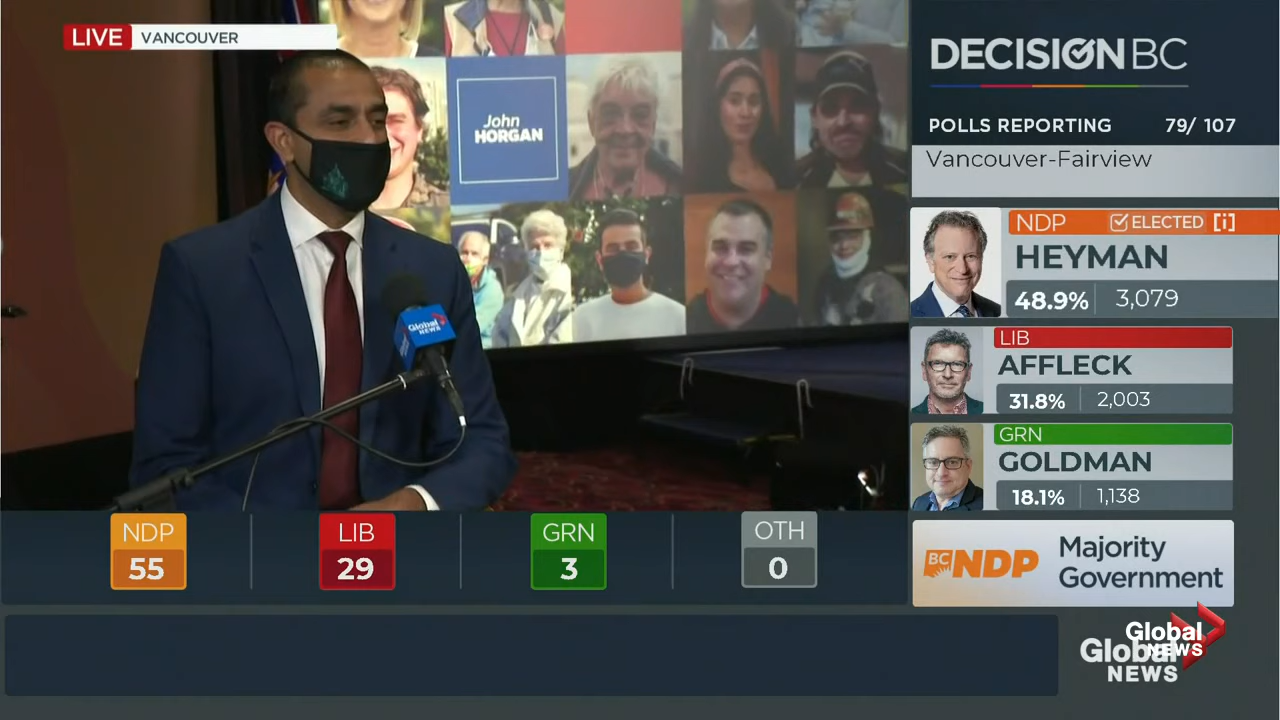 LIVE VANCOUVER
John
HORGAN
Global
NEWS
DECISION BC
POLLS REPORTING 79/ 107
Vancouver-Fairview
NDP ELECTED [i]
HEYMAN
48.9% 3,079
LIB
AFFLECK
31.8% 2,003
GRN
GOLDMAN
18.1% 1,138
NDP LIB GRN OTH
55 29 3 0
BC NDP Majority
Government
Global
NEWS
Global
NEWS